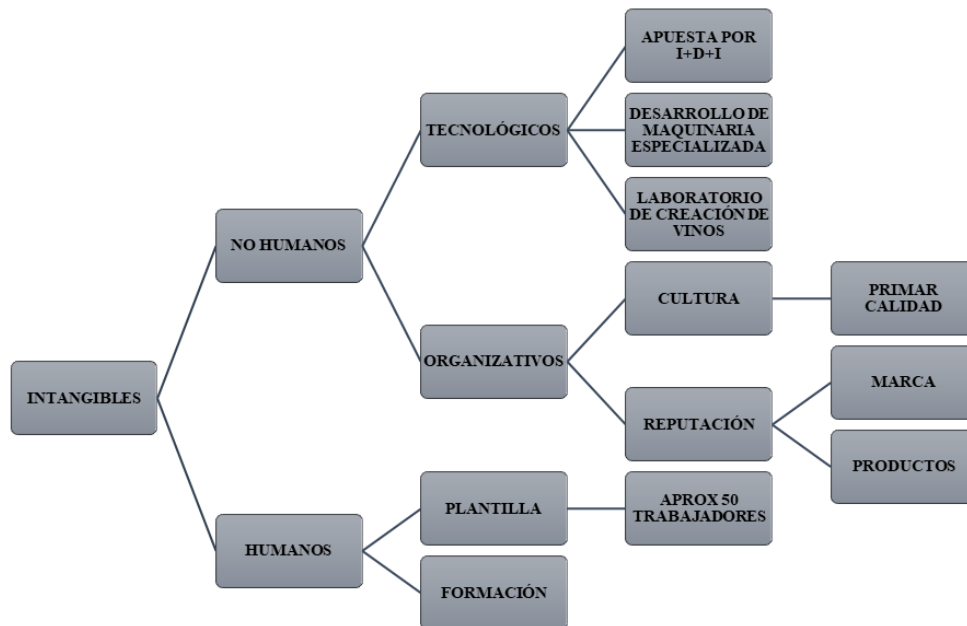 APUESTA POR
I+D+I
TECNOLÓGICOS
DESARROLLO DE
MAQUINARIA
ESPECIALIZADA
LABORATORIO
DE CREACIÓN DE
VINOS
NO HUMANOS
CULTURA
PRIMAR
CALIDAD
ORGANIZATIVOS
MARCA
INTANGIBLES
REPUTACIÓN
PRODUCTOS
PLANTILLA
APROX 50
TRABAJADORES
HUMANOS
FORMACIÓN